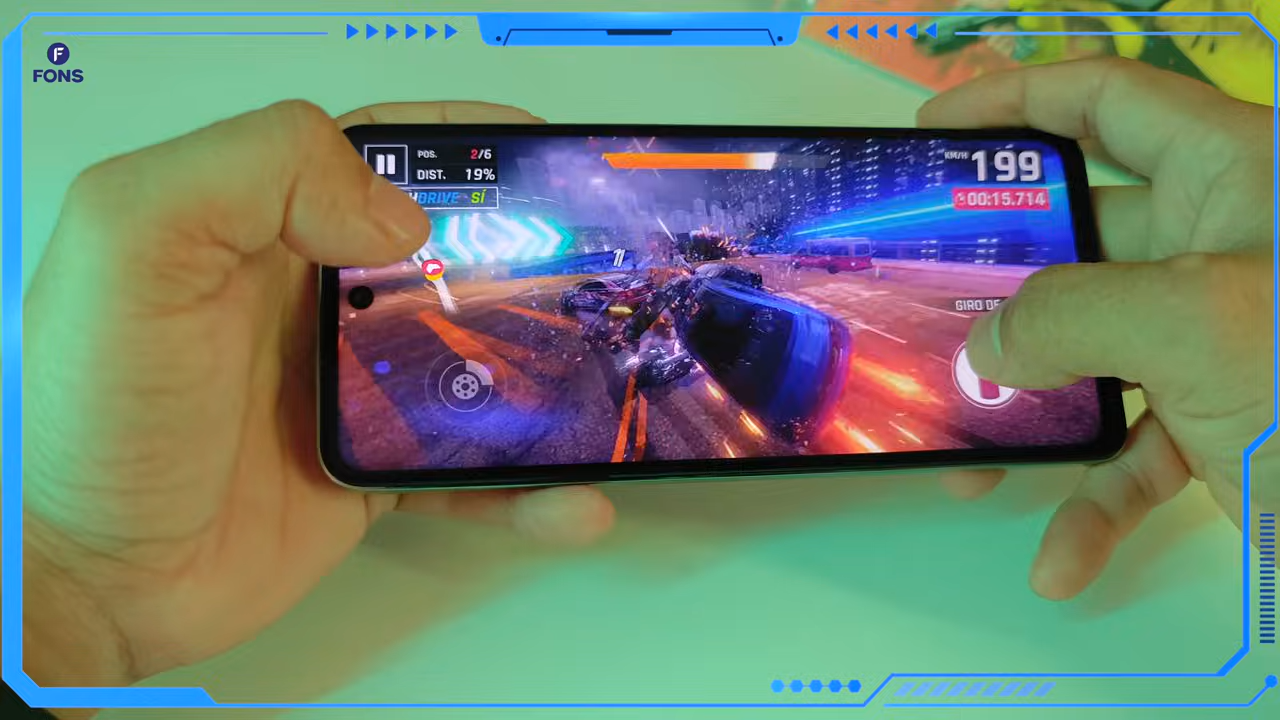 FONS
POS. 2/6
DIST. 19%
DRIVE SÍ
KM/H 199
00:15.714
GIRO DE